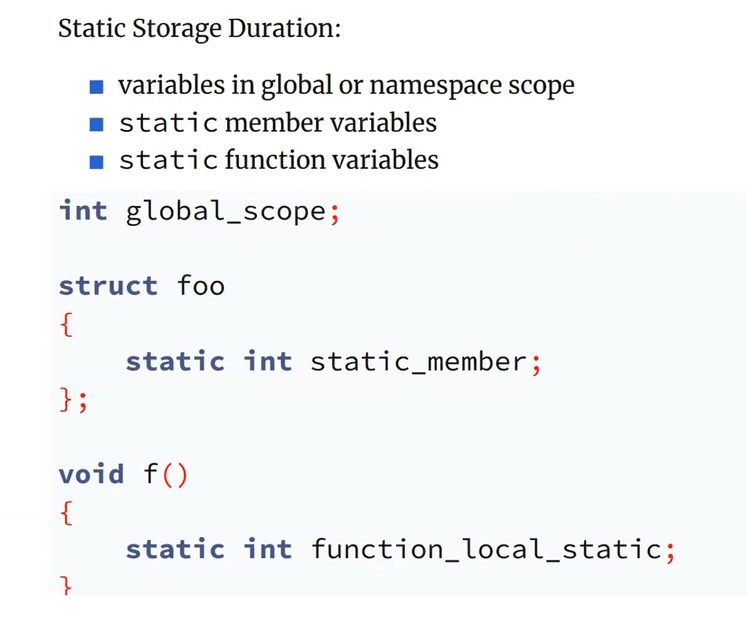 Static Storage Duration:
variables in global or namespace scope
static member variables
static function variables
int global_scope;
struct foo
{
    static int static_member;
};
void f()
{
    static int function_local_static;
}